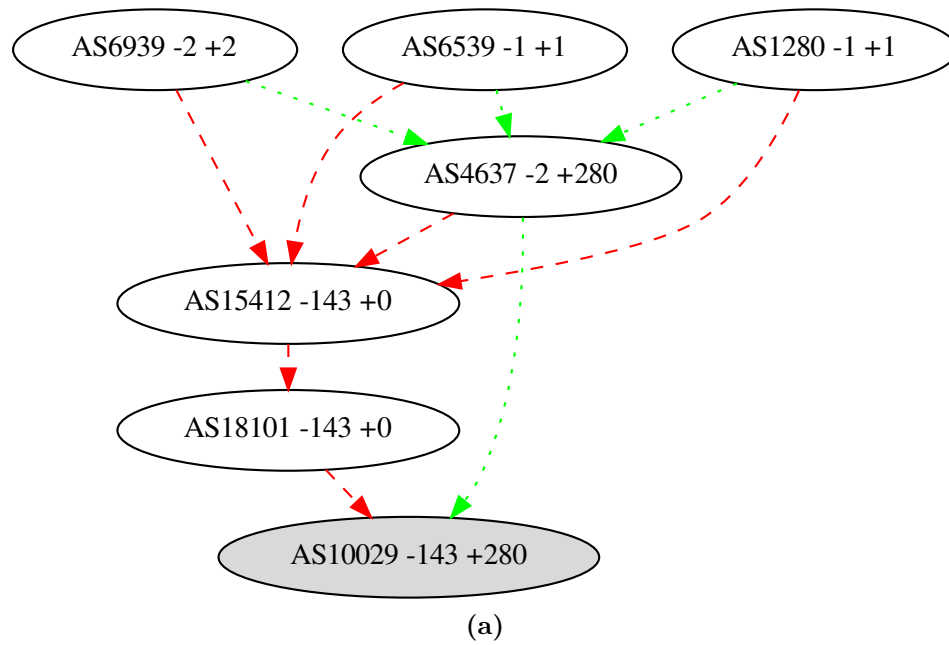 AS6939 -2 +2
AS6539 -1 +1
AS1280 -1 +1
AS4637 -2 +280
AS15412 -143 +0
AS18101 -143 +0
AS10029 -143 +280
(a)